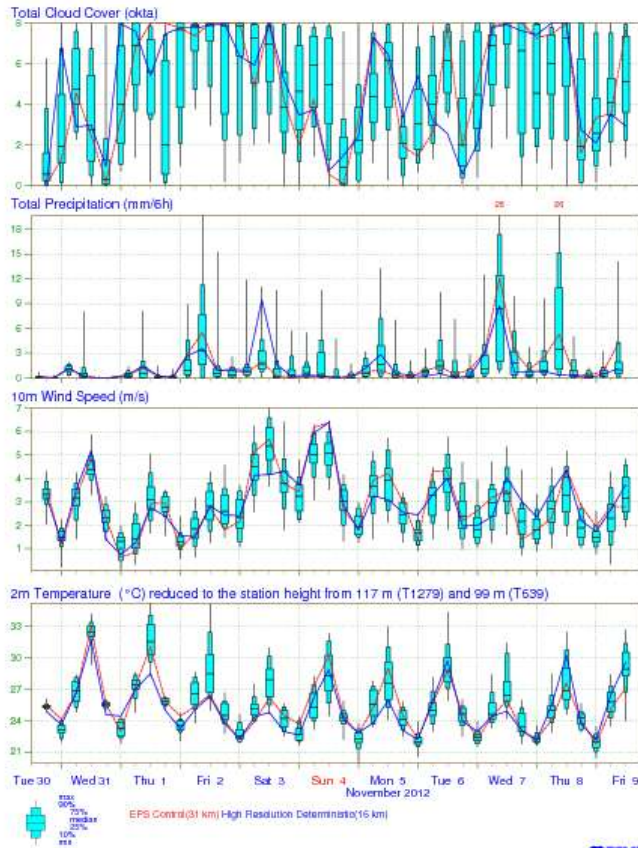 Total Cloud Cover (okta)
8
6
4
2
0
Total Precipitation (mm/6h)
26 26
18
15
12
9
6
3
0
10m Wind Speed (m/s)
7
6
5
4
3
2
1
2m Temperature (°C) reduced to the station height from 117 m (T1279) and 99 m (T639)
33
30
27
24
21
Tue 30 Wed 31 Thu 1 Fri 2 Sat 3 Sun 4 Mon 5 Tue 6 Wed 7 Thu 8 Fri 9
November 2012
max
90%
75%
median
25%
10%
min
EPS Control(31 km) High Resolution Deterministic(16 km)